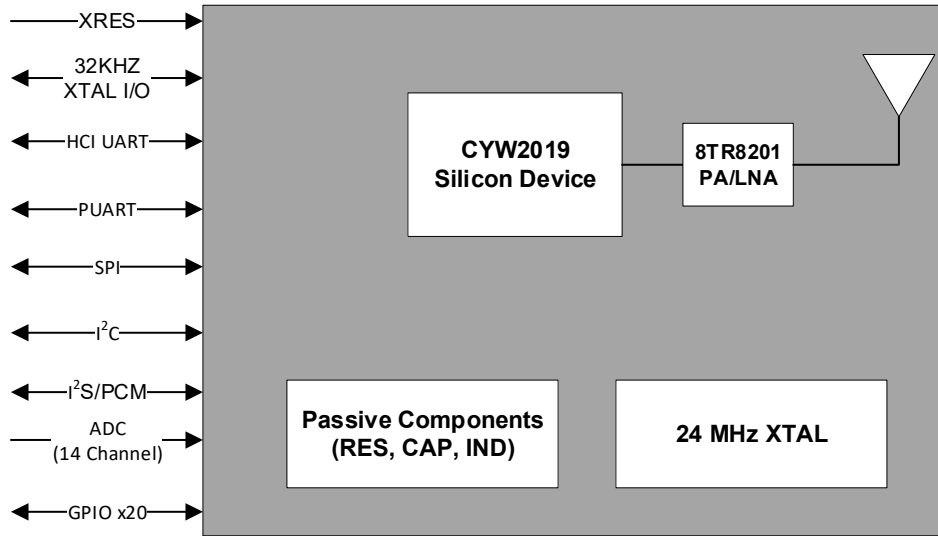 XRES
32KHZ
XTAL I/O
HCI UART
PUART
SPI
I²C
I²S/PCM
ADC
(14 Channel)
GPIO x20
CYW2019
Silicon Device
8TR8201
PA/LNA
Passive Components
(RES, CAP, IND)
24 MHz XTAL